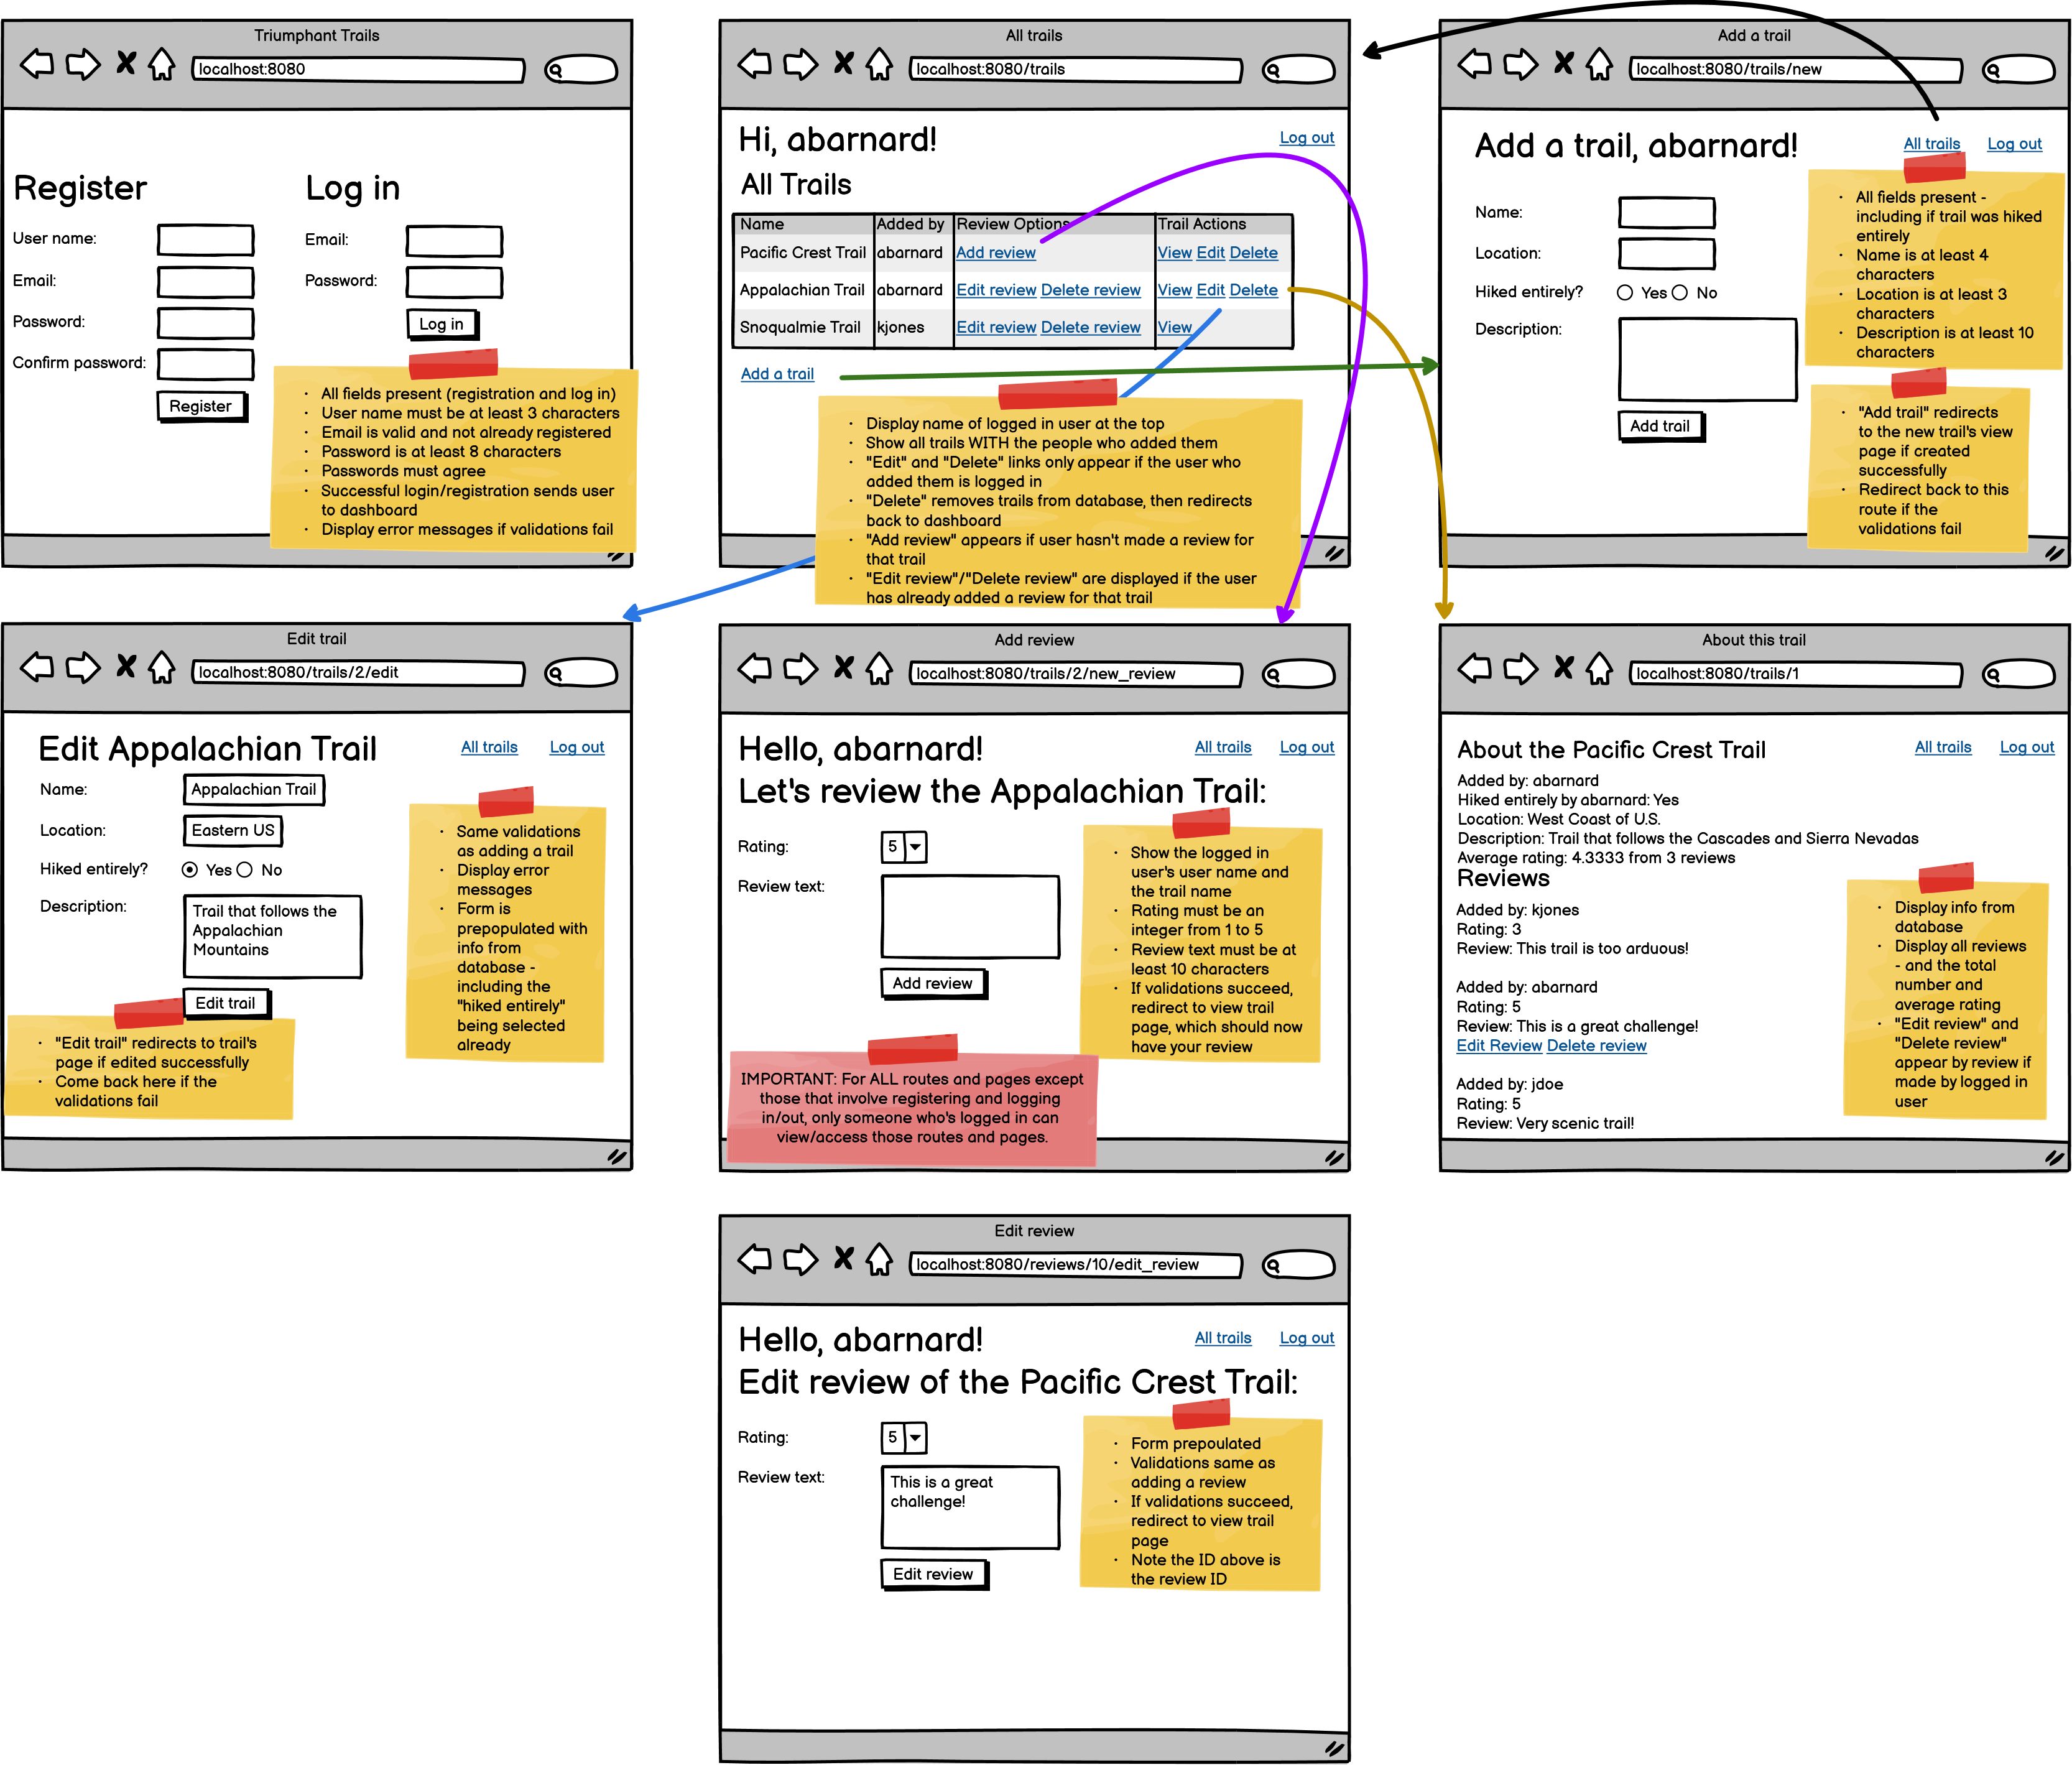 Triumphant Trails
localhost:8080
Register
User name:
Email:
Password:
Confirm password:
Register
Log in
Email:
Password:
Log in
· All fields present (registration and log in)
· User name must be at least 3 characters
· Email is valid and not already registered
· Password is at least 8 characters
· Passwords must agree
· Successful login/registration sends user
to dashboard
· Display error messages if validations fail
All trails
localhost:8080/trails
Hi, abarnard!
Log out
All Trails
Name Added by Review Options Trail Actions
Pacific Crest Trail abarnard Add review View Edit Delete
Appalachian Trail abarnard Edit review Delete review View Edit Delete
Snoqualmie Trail kjones Edit review Delete review View
Add a trail
· Display name of logged in user at the top
· Show all trails WITH the people who added them
· "Edit" and "Delete" links only appear if the user who
added them is logged in
· "Delete" removes trails from database, then redirects
back to dashboard
· "Add review" appears if user hasn't made a review for
that trail
· "Edit review"/"Delete review" are displayed if the user
has already added a review for that trail
Add a trail
localhost:8080/trails/new
Add a trail, abarnard!
All trails Log out
Name:
Location:
Hiked entirely? Yes No
Description:
Add trail
· All fields present -
including if trail was hiked
entirely
· Name is at least 4
characters
· Location is at least 3
characters
· Description is at least 10
characters
· "Add trail" redirects
to the new trail's view
page if created
successfully
· Redirect back to this
route if the
validations fail
Edit trail
localhost:8080/trails/2/edit
Edit Appalachian Trail
All trails Log out
Name: Appalachian Trail
Location: Eastern US
Hiked entirely? Yes No
Description: Trail that follows the
Appalachian
Mountains
Edit trail
· Same validations
as adding a trail
· Display error
messages
· Form is
prepopulated with
info from
database -
including the
"hiked entirely"
being selected
already
· "Edit trail" redirects to trail's
page if edited successfully
· Come back here if the
validations fail
Add review
localhost:8080/trails/2/new_review
Hello, abarnard!
All trails Log out
Let's review the Appalachian Trail:
Rating: 5
Review text:
Add review
· Show the logged in
user's user name and
the trail name
· Rating must be an
integer from 1 to 5
· Review text must be at
least 10 characters
· If validations succeed,
redirect to view trail
page, which should now
have your review
IMPORTANT: For ALL routes and pages except
those that involve registering and logging
in/out, only someone who's logged in can
view/access those routes and pages.
About this trail
localhost:8080/trails/1
About the Pacific Crest Trail
All trails Log out
Added by: abarnard
Hiked entirely by abarnard: Yes
Location: West Coast of U.S.
Description: Trail that follows the Cascades and Sierra Nevadas
Average rating: 4.3333 from 3 reviews
Reviews
Added by: kjones
Rating: 3
Review: This trail is too arduous!
Added by: abarnard
Rating: 5
Review: This is a great challenge!
Edit Review Delete review
Added by: jdoe
Rating: 5
Review: Very scenic trail!
· Display info from
database
· Display all reviews
- and the total
number and
average rating
· "Edit review" and
"Delete review"
appear by review if
made by logged in
user
Edit review
localhost:8080/reviews/10/edit_review
Hello, abarnard!
All trails Log out
Edit review of the Pacific Crest Trail:
Rating: 5
Review text: This is a great
challenge!
Edit review
· Form prepoulated
· Validations same as
adding a review
· If validations succeed,
redirect to view trail
page
· Note the ID above is
the review ID